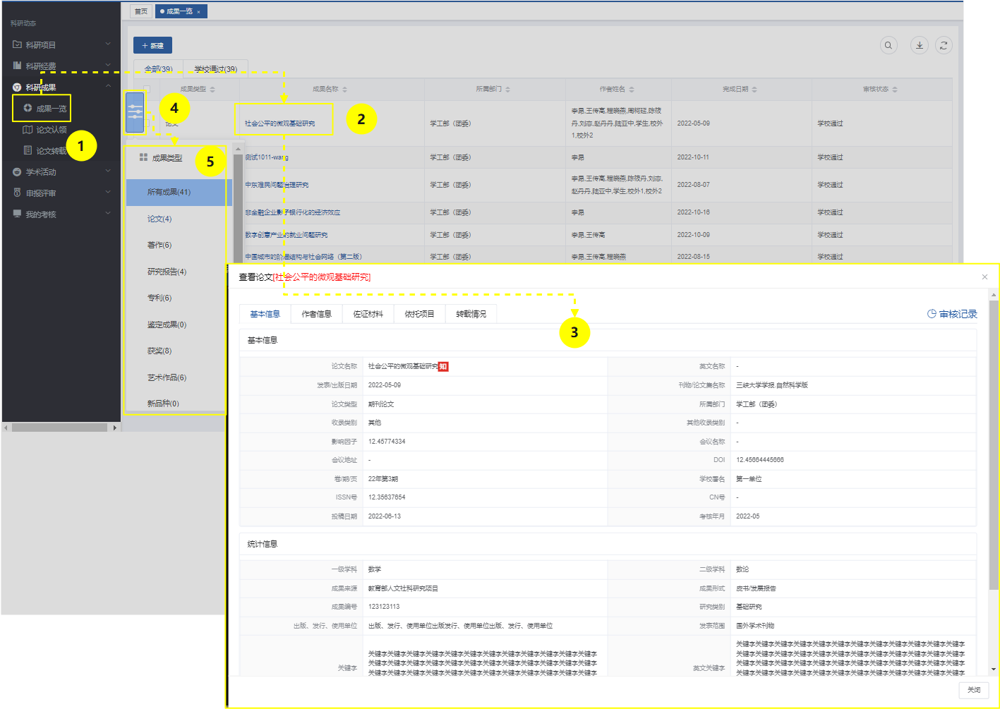 科研动态
科研项目
科研经费
科研成果
成果一览
论文认领
论文转载
学术活动
申报评审
我的考核
1
首页
成果一览 ×
+ 新建
全部(39)
学校通过(39)
成果类型
成果名称
所属部门
作者姓名
完成日期
审核状态
4
2
论文
社会公平的微观基础研究
学工部（团委）
李昂,王传高,程晓燕,周柯延,陈筱
丹,刘恋,赵丹丹,陆亚中,学生,校外
1,校外2
2022-05-09
学校通过
测试1011-wang
学工部（团委）
李昂
2022-10-11
学校通过
中东难民问题治理研究
学工部（团委）
李昂,王传高,程晓燕,陈筱丹,刘恋,
赵丹丹,陆亚中,学生,校外1,校外2
2022-08-07
学校通过
非金融企业影子银行化的经济效应
学工部（团委）
李昂
2022-10-16
学校通过
数字创意产业的就业问题研究
学工部（团委）
李昂,王传高
2022-10-09
学校通过
中国城市的阶层结构与社会网络（第二版）
学工部（团委）
李昂,王传高,程晓燕
2022-08-15
学校通过
成果类型
5
所有成果(41)
论文(4)
著作(6)
研究报告(4)
专利(6)
鉴定成果(0)
获奖(8)
艺术作品(6)
新品种(0)
查看论文[社会公平的微观基础研究]
×
基本信息
作者信息
佐证材料
依托项目
转载情况
审核记录
3
基本信息
论文名称
社会公平的微观基础研究知
英文名称
-
发表/出版日期
2022-05-09
刊物/论文集名称
三峡大学学报.自然科学版
论文类型
期刊论文
所属部门
学工部（团委）
收录类别
其他
其他收录类别
-
影响因子
12.45774334
会议名称
-
会议地址
-
DOI
12.45664445666
卷/期/页
22年第3期
学校署名
第一单位
ISSN号
12.35637654
CN号
-
投稿日期
2022-06-13
考核年月
2022-05
统计信息
一级学科
数学
二级学科
数论
成果来源
教育部人文社科研究项目
成果形式
皮书/发展报告
成果编号
123123113
研究类别
基础研究
出版、发行、使用单位
出版、发行、使用单位出版发行、使用单位出版、发行、使用单位
发表范围
国外学术刊物
关键字
关键字关键字关键字关键字关键字关键字关键字关键字关键字关键字关键字关键字
关键字关键字关键字关键字关键字关键字关键字关键字关键字关键字关键字关键字
关键字关键字关键字关键字关键字关键字关键字关键字关键字关键字关键字关键字
英文关键字
关键字关键字关键字关键字关键字关键字关键字关键字关键字关键字关键字关键字
关键字关键字关键字关键字关键字关键字关键字关键字关键字关键字关键字关键字
关键字关键字关键字关键字关键字关键字关键字关键字关键字关键字关键字关键字
关键字关键字关键字关键字关键字关键字关键字关键字关键字关键字关键字关键字
关闭